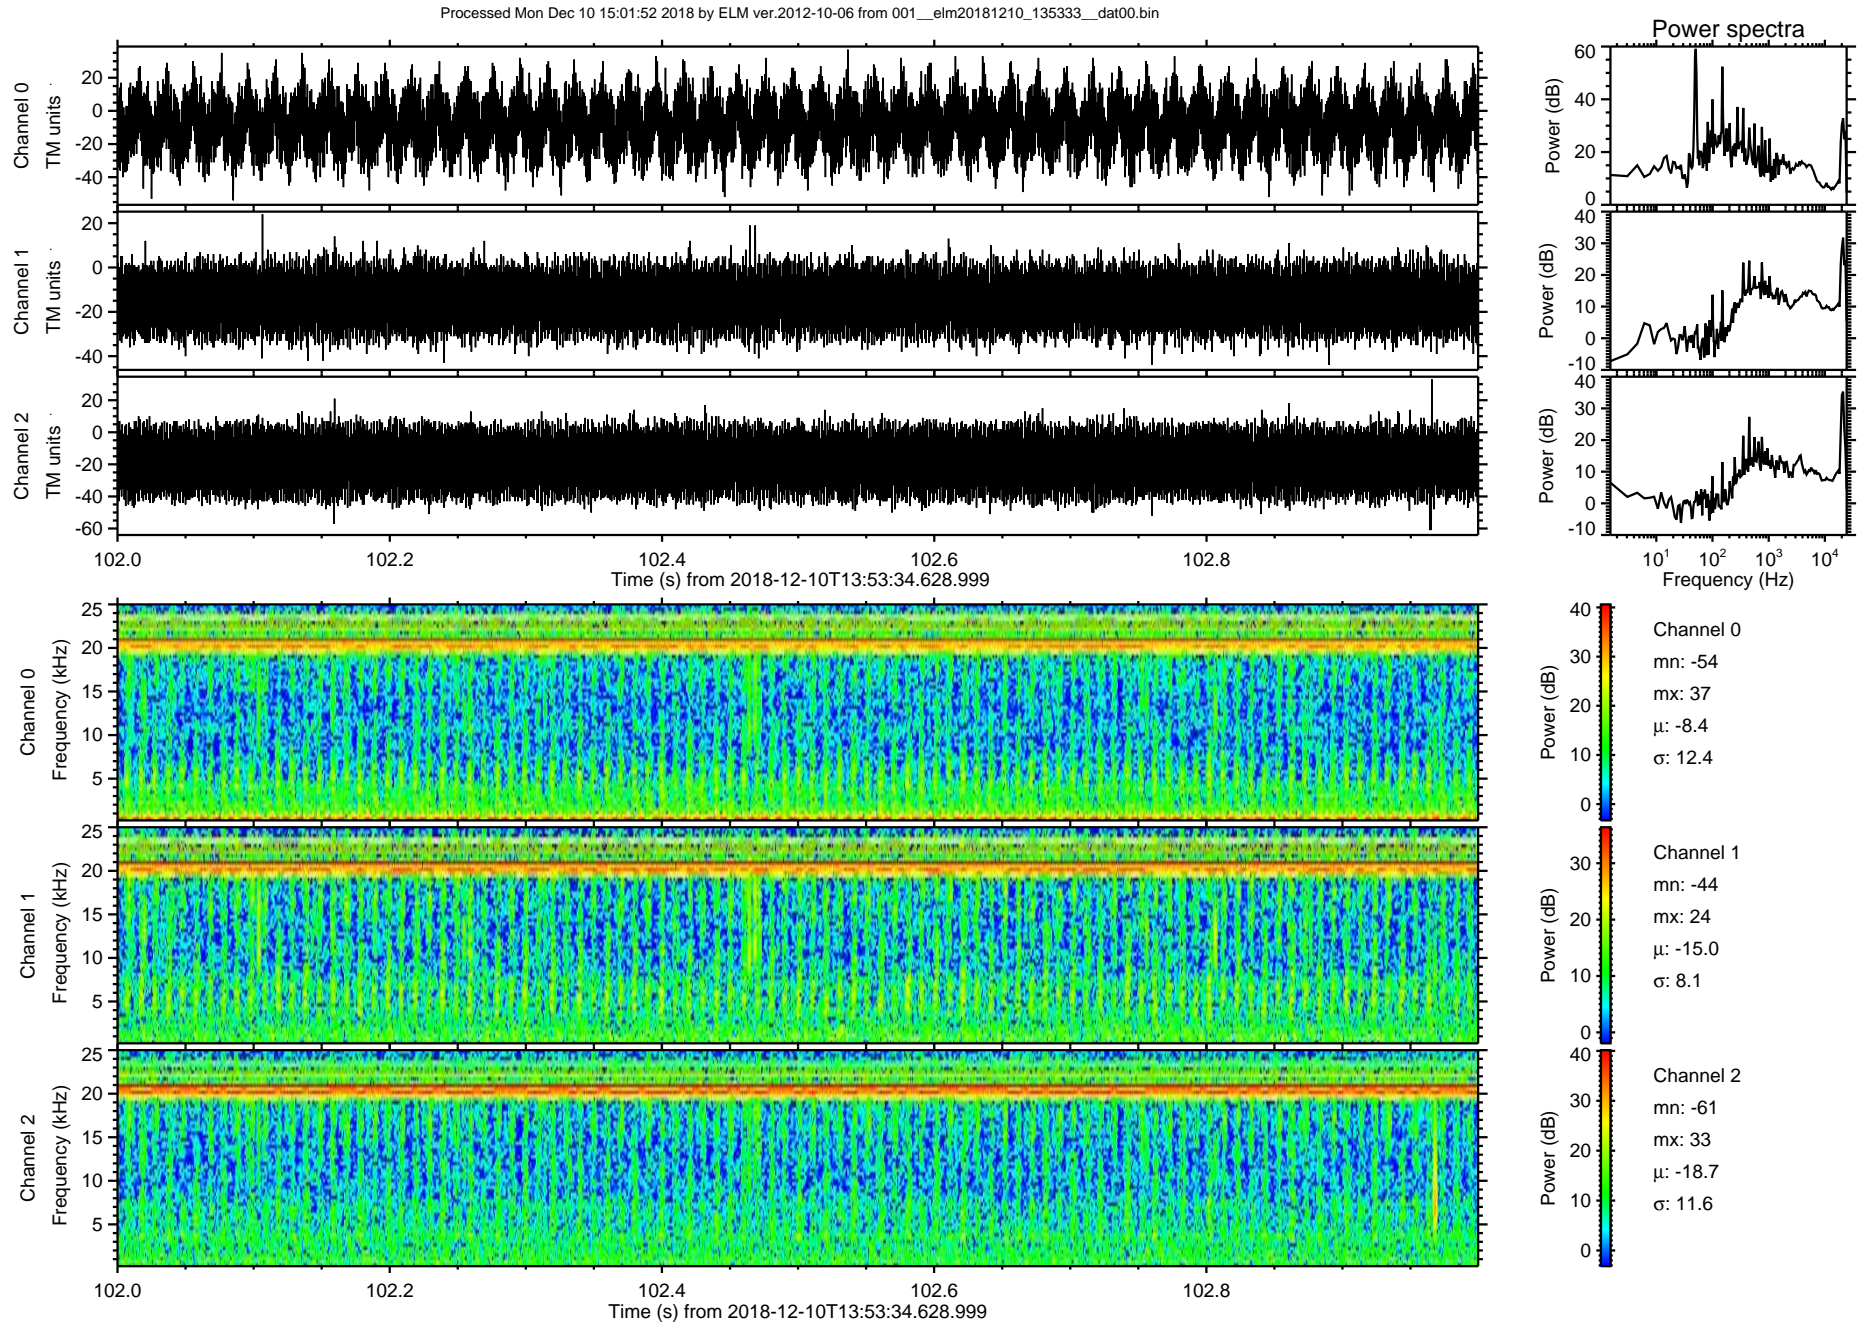 Processed Mon Dec 10 15:01:52 2018 by ELM ver.2012-10-06 from 001__elm20181210_135333__dat00.bin
Power spectra
Channel 0
TM units
20
0
-20
-40
Power (dB)
60
40
20
0
Channel 1
TM units
20
0
-20
-40
Power (dB)
40
30
20
10
0
-10
Channel 2
TM units
20
0
-20
-40
-60
Power (dB)
40
30
20
10
0
-10
102.0 102.2 102.4 102.6 102.8
Time (s) from 2018-12-10T13:53:34.628.999
10^1 10^2 10^3 10^4
Frequency (Hz)
Channel 0
Frequency (kHz)
25
20
15
10
5
Power (dB)
40
30
20
10
0
Channel 0
mn: -54
mx: 37
μ: -8.4
σ: 12.4
Channel 1
Frequency (kHz)
25
20
15
10
5
Power (dB)
30
20
10
0
Channel 1
mn: -44
mx: 24
μ: -15.0
σ: 8.1
Channel 2
Frequency (kHz)
25
20
15
10
5
Power (dB)
40
30
20
10
0
Channel 2
mn: -61
mx: 33
μ: -18.7
σ: 11.6
102.0 102.2 102.4 102.6 102.8
Time (s) from 2018-12-10T13:53:34.628.999